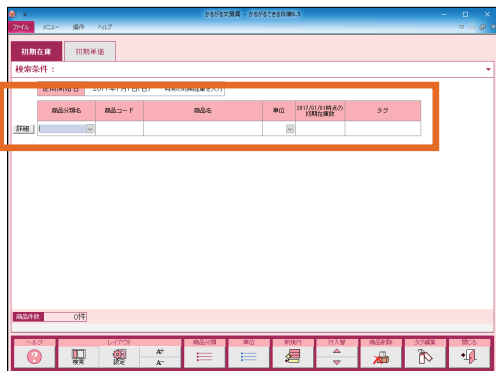 かるがる文屋具 - かるがるできる在庫6.5
ファイル メニュー 操作 ヘルプ
初期在庫 初期単価
検索条件：
使用開始日 2017年1月1日(日)
商品分類名 商品コード 商品名 単位 2017/01/01時点の初期在庫数 タグ
詳細
商品件数 0件
ヘルプ レイアウト 商品分類 単位 新規行 行入替 商品削除 タグ編集 閉じる
検索 設定 A+ A-